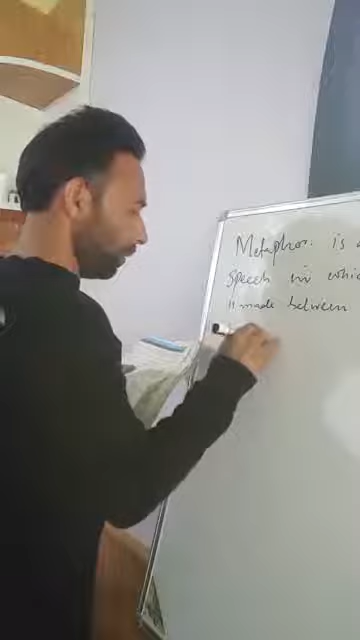 Metaphor. is a
Speech in which
is made between